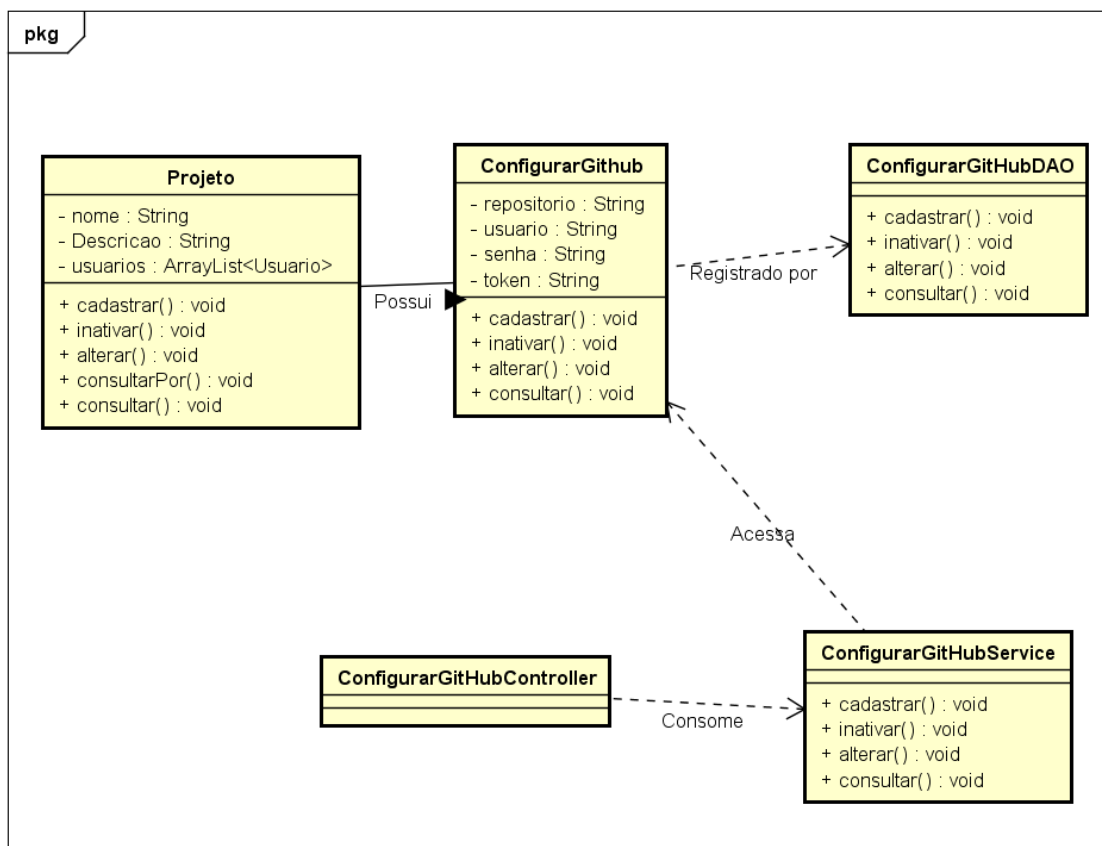 pkg
Projeto
- nome : String
- Descricao : String
- usuarios : ArrayList<Usuario>
+ cadastrar() : void
+ inativar() : void
+ alterar() : void
+ consultarPor() : void
+ consultar() : void
Possui
ConfigurarGithub
- repositorio : String
- usuario : String
- senha : String
- token : String
+ cadastrar() : void
+ inativar() : void
+ alterar() : void
+ consultar() : void
Registrado por
ConfigurarGitHubDAO
+ cadastrar() : void
+ inativar() : void
+ alterar() : void
+ consultar() : void
Acessa
ConfigurarGitHubController
Consome
ConfigurarGitHubService
+ cadastrar() : void
+ inativar() : void
+ alterar() : void
+ consultar() : void